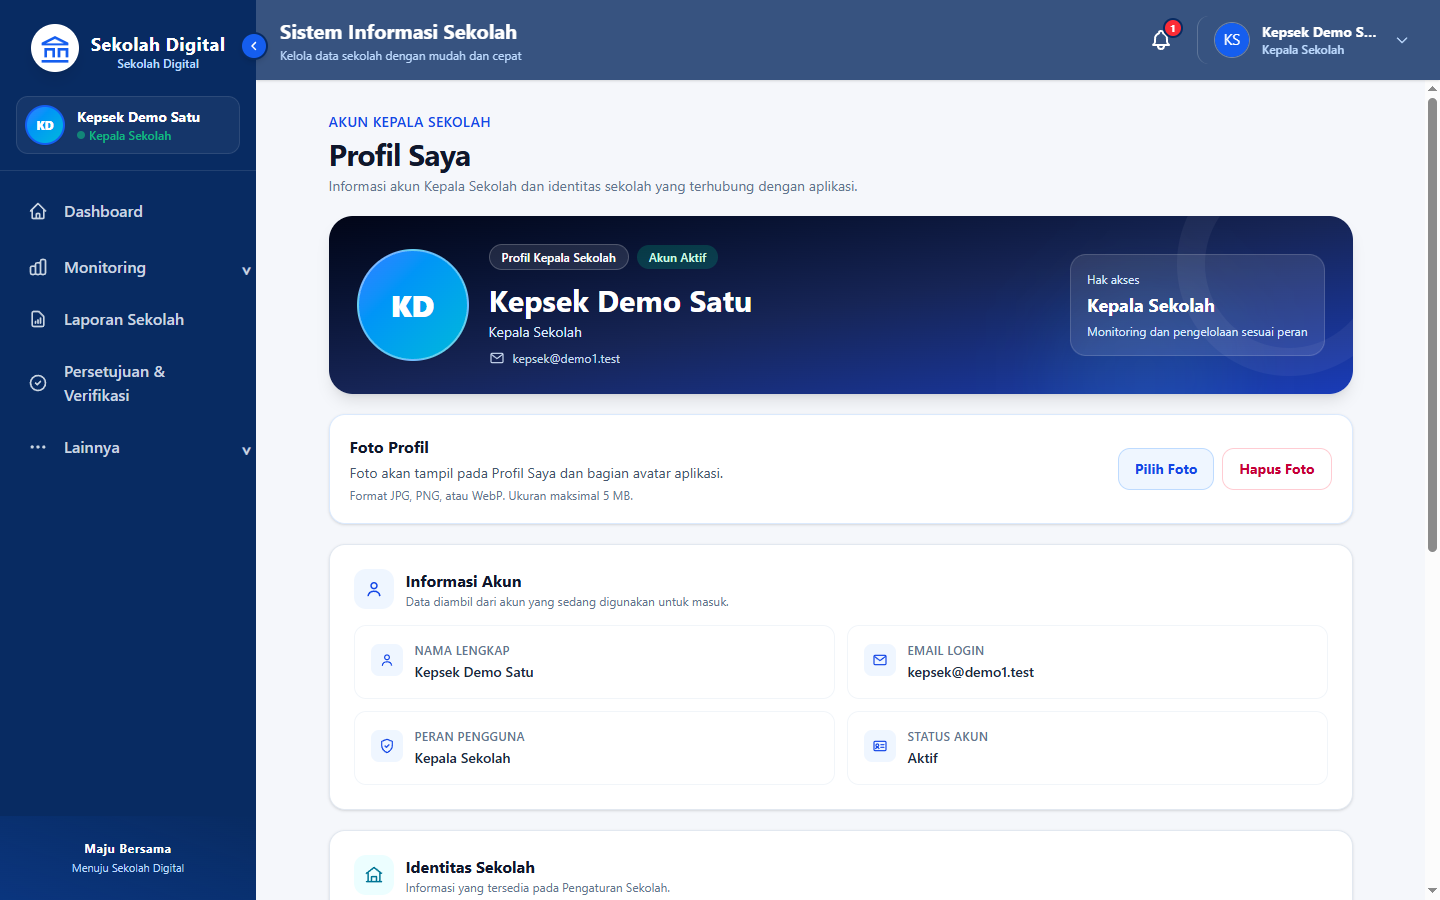 Sekolah Digital
Sekolah Digital
KD
Kepsek Demo Satu
Kepala Sekolah
Dashboard
Monitoring
Laporan Sekolah
Persetujuan &
Verifikasi
Lainnya
Maju Bersama
Menuju Sekolah Digital
Sistem Informasi Sekolah
Kelola data sekolah dengan mudah dan cepat
1
KS
Kepsek Demo S...
Kepala Sekolah
AKUN KEPALA SEKOLAH
Profil Saya
Informasi akun Kepala Sekolah dan identitas sekolah yang terhubung dengan aplikasi.
KD
Profil Kepala Sekolah
Akun Aktif
Kepsek Demo Satu
Kepala Sekolah
kepsek@demo1.test
Hak akses
Kepala Sekolah
Monitoring dan pengelolaan sesuai peran
Foto Profil
Foto akan tampil pada Profil Saya dan bagian avatar aplikasi.
Format JPG, PNG, atau WebP. Ukuran maksimal 5 MB.
Pilih Foto
Hapus Foto
Informasi Akun
Data diambil dari akun yang sedang digunakan untuk masuk.
NAMA LENGKAP
Kepsek Demo Satu
EMAIL LOGIN
kepsek@demo1.test
PERAN PENGGUNA
Kepala Sekolah
STATUS AKUN
Aktif
Identitas Sekolah
Informasi yang tersedia pada Pengaturan Sekolah.